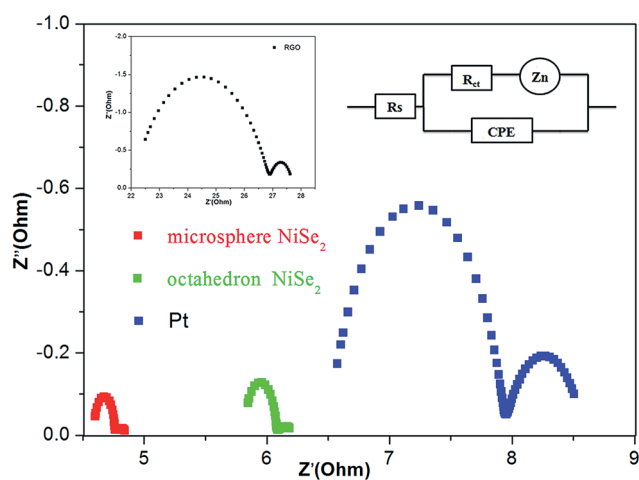 -1.0
-0.8
-0.6
-0.4
-0.2
0.0
Z''(Ohm)
5
6
7
8
9
Z'(Ohm)
-2.0
-1.5
-1.0
-0.5
0.0
Z'(Ohm)
22
23
24
25
26
27
28
Z'(Ohm)
RGO
Rs
Rct
Zn
CPE
microsphere NiSe2
octahedron NiSe2
Pt